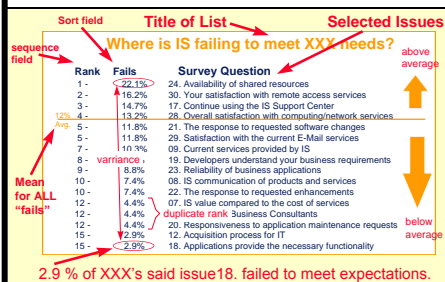 Sort field
Title of List
Selected Issues
sequence field
Where is IS failing to meet XXX needs?
above average
Rank Fails Survey Question
1 - 22.1% 24. Availability of shared resources
2 - 16.2% 30. Your satisfaction with remote access services
3 - 14.7% 17. Continue using the IS Support Center
4 - 13.2% 28. Overall satisfaction with computing/network services
12% Avg.
5 - 11.8% 21. The response to requested software changes
5 - 11.8% 29. Satisfaction with the current E-Mail services
7 - 10.3% 09. Current services provided by IS
8 - varriance 19. Developers understand your business requirements
9 - 8.8% 23. Reliability of business applications
10 - 7.4% 08. IS communication of products and services
10 - 7.4% 22. The response to requested enhancements
12 - 4.4% 07. IS value compared to the cost of services
12 - 4.4% duplicate rank Business Consultants
12 - 4.4% 20. Responsiveness to application maintenance requests
15 - 2.9% 12. Acquisition process for IT
15 - 2.9% 18. Applications provide the necessary functionality
Mean for ALL "fails"
below average
2.9 % of XXX's said issue18. failed to meet expectations.